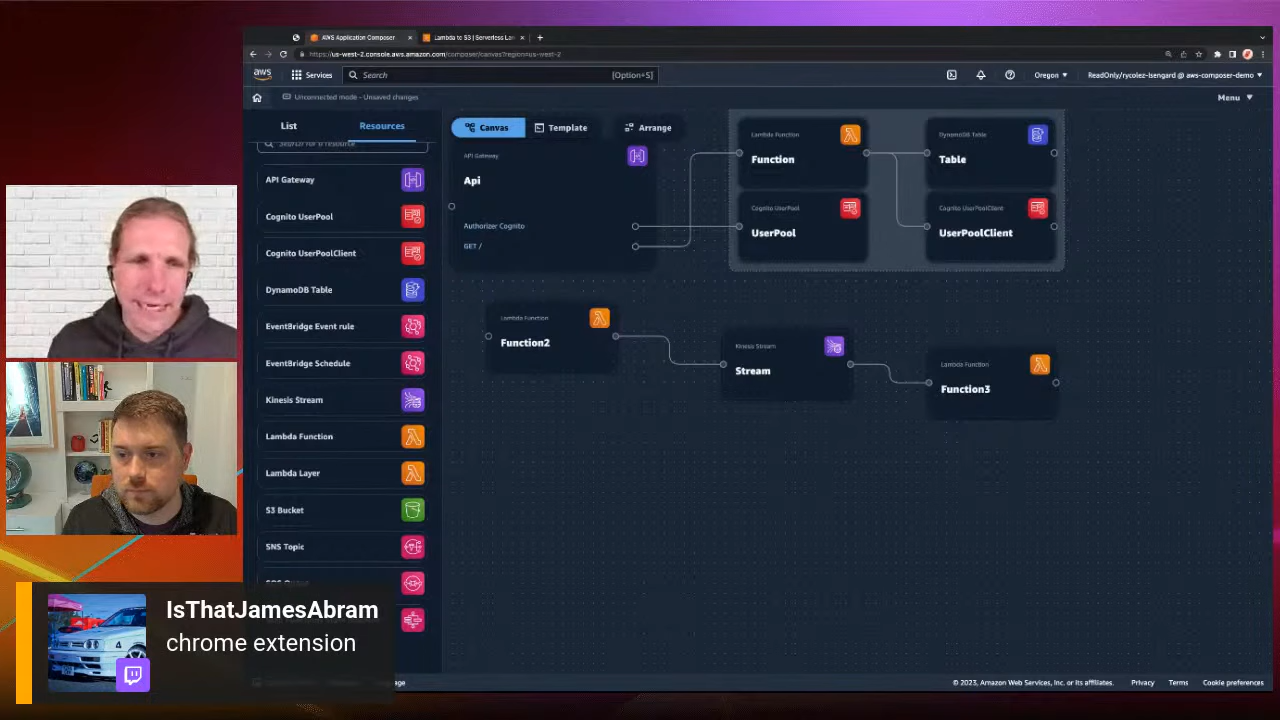 AWS Application Composer
Lambda to S3 | Serverless Lan
https://us-west-2.console.aws.amazon.com/composer/canvas?region=us-west-2
aws
Services
Search
[Option+S]
Oregon
ReadOnly/rycolez-Isengard @ aws-composer-demo
Unconnected mode - Unsaved changes
Menu
List
Resources
Canvas
Template
Arrange
Search for a resource
API Gateway
Cognito UserPool
Cognito UserPoolClient
DynamoDB Table
EventBridge Event rule
EventBridge Schedule
Kinesis Stream
Lambda Function
Lambda Layer
S3 Bucket
SNS Topic
API Gateway
Api
Authorizer Cognito
GET /
Lambda Function
Function
DynamoDB Table
Table
Cognito UserPool
UserPool
Cognito UserPoolClient
UserPoolClient
Lambda Function
Function2
Kinesis Stream
Stream
Lambda Function
Function3
IsThatJamesAbram
chrome extension
© 2023, Amazon Web Services, Inc. or its affiliates.
Privacy
Terms
Cookie preferences